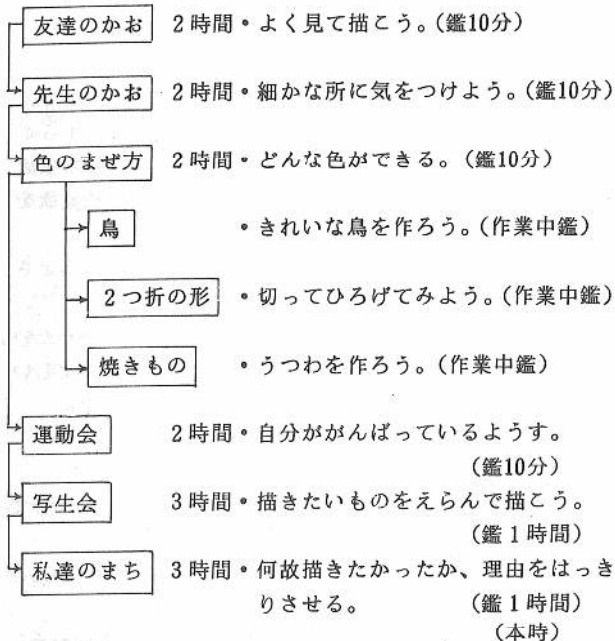 友達のかお 2時間・よく見て描こう。(鑑10分)
先生のかお 2時間・細かな所に気をつけよう。(鑑10分)
色のまぜ方 2時間・どんな色ができる。(鑑10分)
鳥 ・きれいな鳥を作ろう。(作業中鑑)
2つ折の形 ・切ってひろげてみよう。(作業中鑑)
焼きもの ・うつわを作ろう。(作業中鑑)
運動会 2時間・自分ががんばっているようす。
(鑑10分)
写生会 3時間・描きたいものをえらんで描こう。
(鑑1時間)
私達のまち 3時間・何故描きたかったか、理由をはっき
りさせる。 (鑑1時間)
(本時)